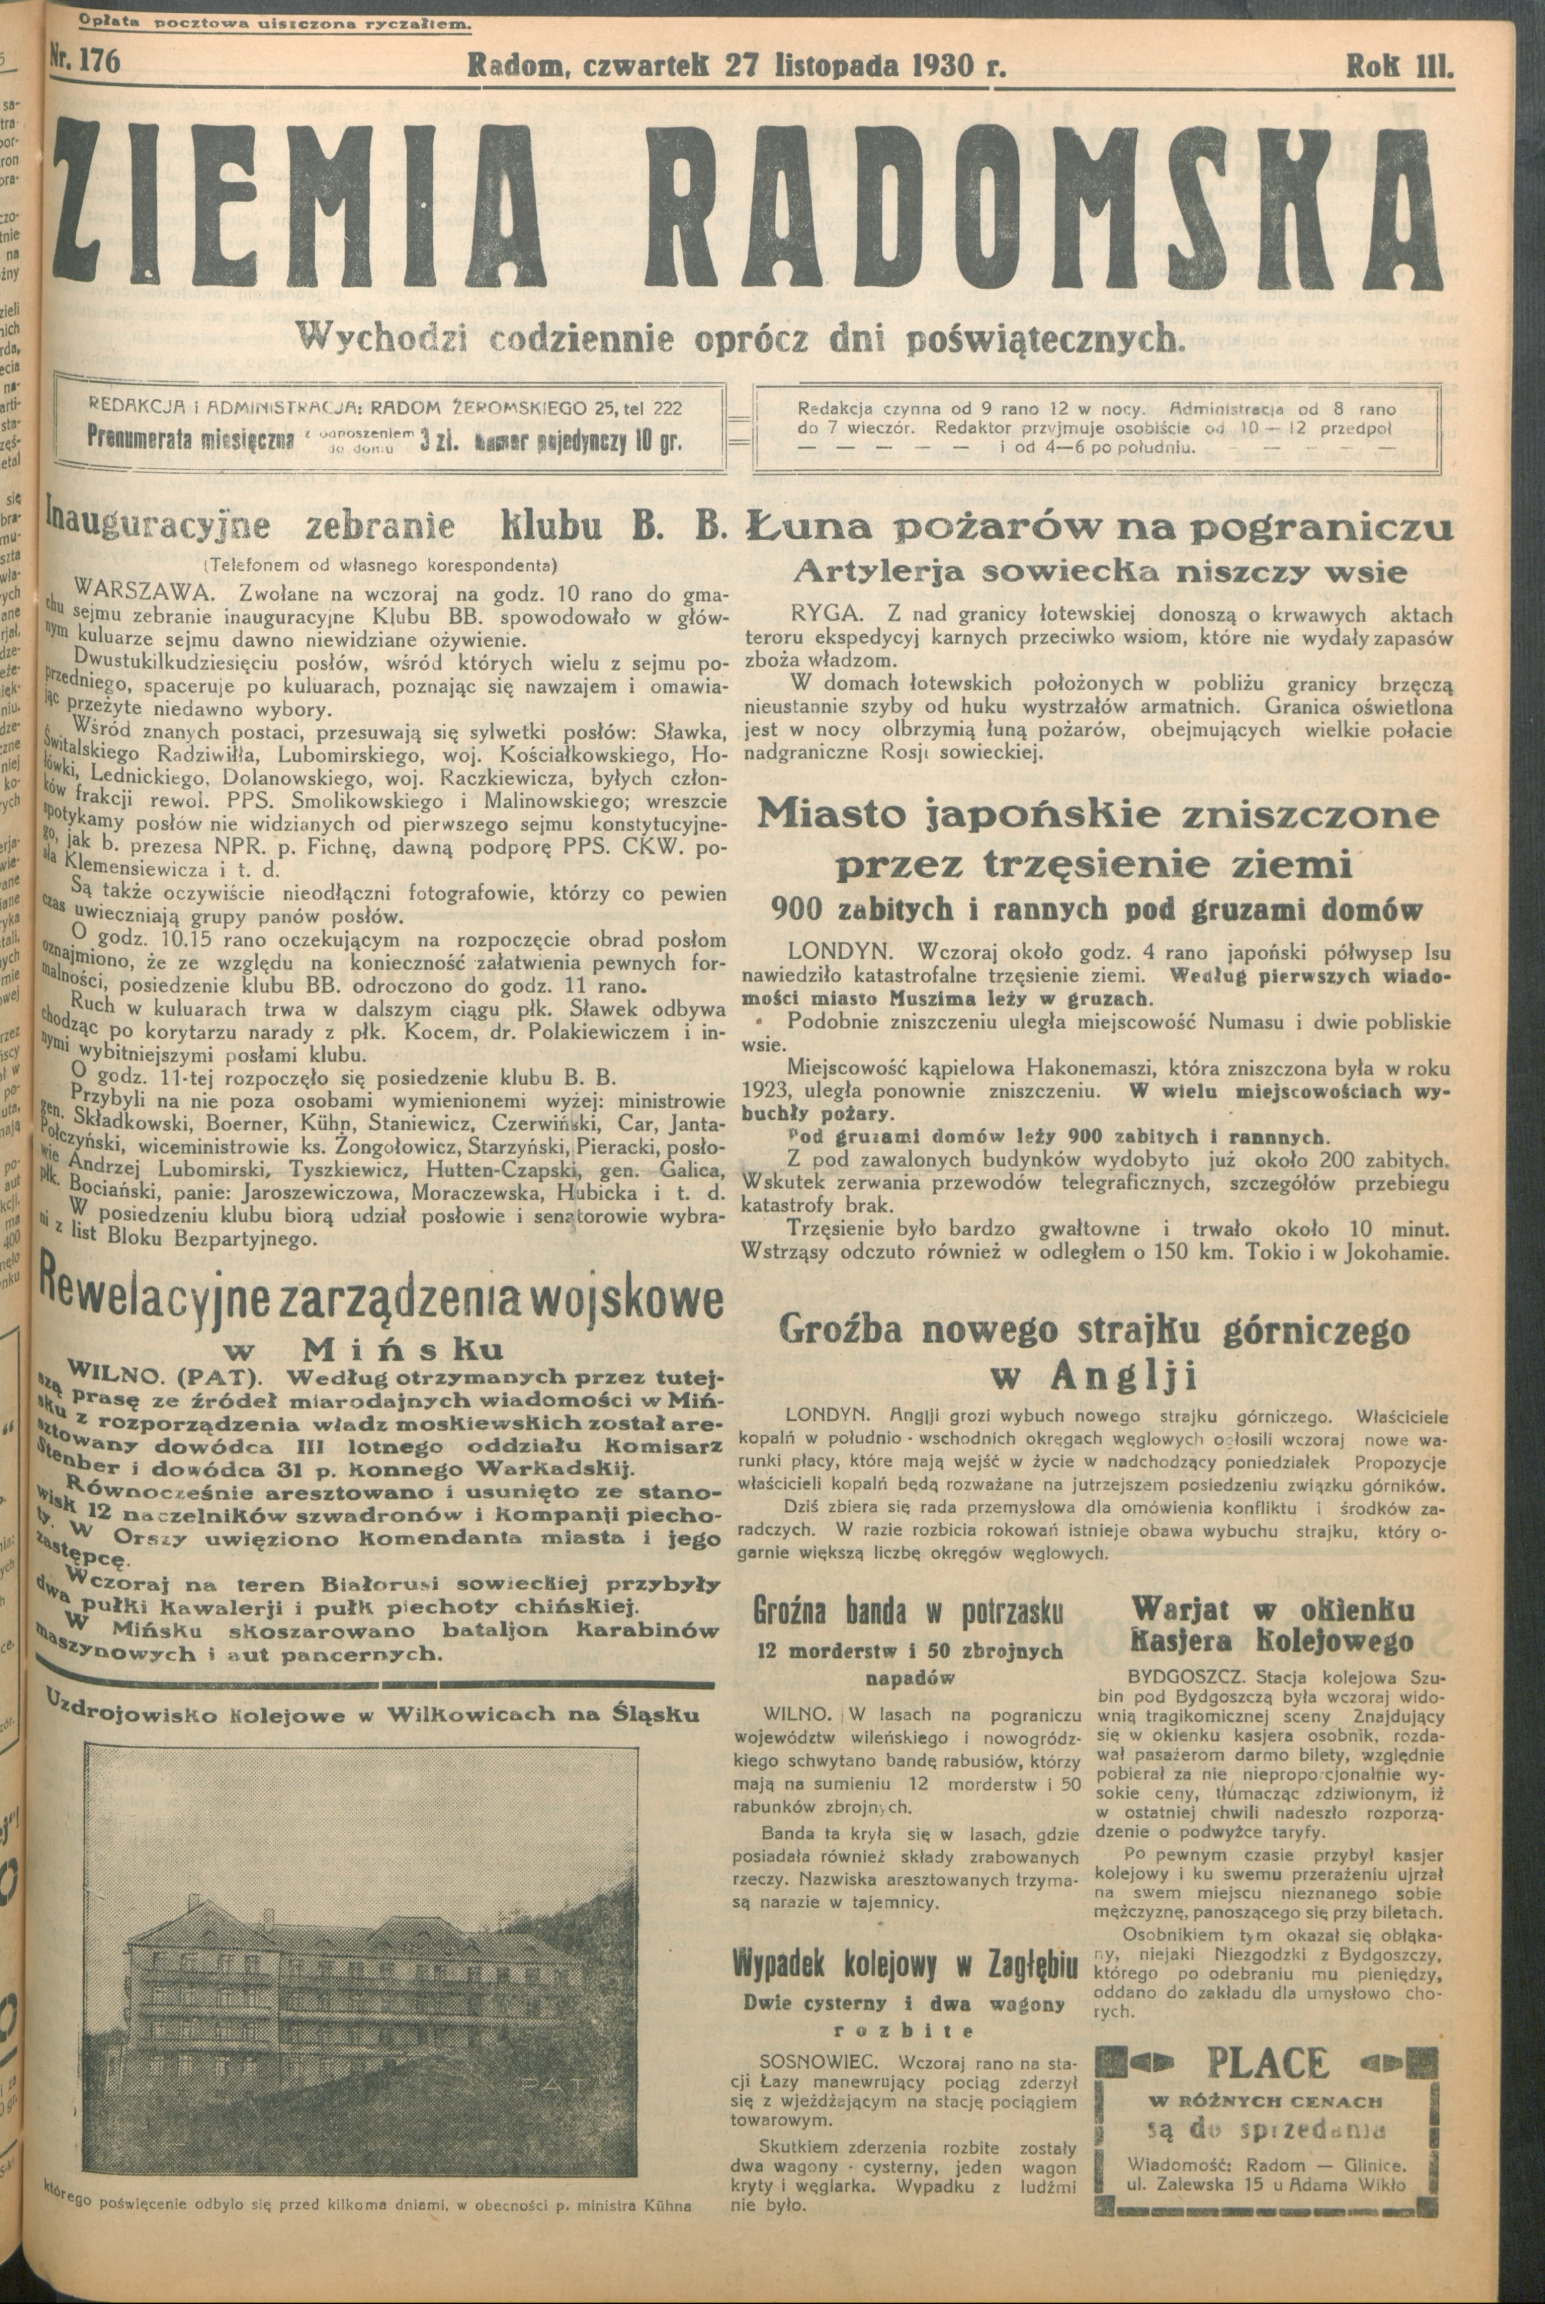 Opłata pocztowa uiszczona ryczałtem.
Nr. 176
Radom, czwartek 27 listopada 1930 r.
Rok III.
ZIEMIA RADOMSKA
Wychodzi codziennie oprócz dni poświątecznych.
REDAKCJA i ADMINISTRACJA: RADOM ŻEROMSKIEGO 25, tel 222
Prenumerata miesięczna z odnoszeniem do domu 3 zł. Numer pojedynczy 10 gr.
Redakcja czynna od 9 rano 12 w nocy. Administracja od 8 rano
do 7 wieczór. Redaktor przyjmuje osobiście od 10 — 12 przedpoł
— — — — — i od 4—6 po południu. — — — —
Inauguracyjne zebranie klubu B. B.
(Telefonem od własnego korespondenta)
WARSZAWA. Zwołane na wczoraj na godz. 10 rano do gma-
chu sejmu zebranie inauguracyjne Klubu BB. spowodowało w głów-
nym kuluarze sejmu dawno niewidziane ożywienie.
Dwustukilkudziesięciu posłów, wśród których wielu z sejmu po-
przedniego, spaceruje po kuluarach, poznając się nawzajem i omawia-
jąc przeżyte niedawno wybory.
Wśród znanych postaci, przesuwają się sylwetki posłów: Sławka,
Świtalskiego Radziwiłła, Lubomirskiego, woj. Kościałkowskiego, Ho-
łówki, Lednickiego, Dolanowskiego, woj. Raczkiewicza, byłych człon-
ków frakcji rewol. PPS. Smolikowskiego i Malinowskiego; wreszcie
spotykamy posłów nie widzianych od pierwszego sejmu konstytucyjne-
go, jak b. prezesa NPR. p. Fichnę, dawną podporę PPS. CKW. po-
sła Klemensiewicza i t. d.
Są także oczywiście nieodłączni fotografowie, którzy co pewien
czas uwieczniają grupy panów posłów.
O godz. 10.15 rano oczekującym na rozpoczęcie obrad posłom
oznajmiono, że ze względu na konieczność załatwienia pewnych for-
malności, posiedzenie klubu BB. odroczono do godz. 11 rano.
Ruch w kuluarach trwa w dalszym ciągu płk. Sławek odbywa
chodząc po korytarzu narady z płk. Kocem, dr. Polakiewiczem i in-
nymi wybitniejszymi posłami klubu.
O godz. 11-tej rozpoczęło się posiedzenie klubu B. B.
Przybyli na nie poza osobami wymienionemi wyżej: ministrowie
gen. Składkowski, Boerner, Kühn, Staniewicz, Czerwiński, Car, Janta-
Połczyński, wiceministrowie ks. Żongołowicz, Starzyński, Pieracki, posło-
wie Andrzej Lubomirski, Tyszkiewicz, Hutten-Czapski, gen. Galica,
płk. Bociański, panie: Jaroszewiczowa, Moraczewska, Hubicka i t. d.
W posiedzeniu klubu biorą udział posłowie i senatorowie wybra-
ni z list Bloku Bezpartyjnego.
Rewelacyjne zarządzenia wojskowe
w Mińsku
WILNO. (PAT). Według otrzymanych przez tutej-
szą prasę ze źródeł miarodajnych wiadomości w Miń-
sku z rozporządzenia władz moskiewskich został are-
sztowany dowódca III lotnego oddziału Komisarz
Stenber i dowódca 31 p. konnego Warkadskij.
Równocześnie aresztowano i usunięto ze stano-
wisk 12 naczelników szwadronów i kompanji piecho-
ty. W Orszy uwięziono komendanta miasta i jego
zastępcę.
Wczoraj na teren Białorusi sowieckiej przybyły
dwa pułki kawalerji i pułk piechoty chińskiej.
W Mińsku skoszarowano bataljon karabinów
maszynowych i aut pancernych.
Uzdrojowisko kolejowe w Wilkowicach na Śląsku
PAT
którego poświęcenie odbyło się przed kilkoma dniami, w obecności p. ministra Kühna
Łuna pożarów na pograniczu
Artylerja sowiecka niszczy wsie
RYGA. Z nad granicy łotewskiej donoszą o krwawych aktach
teroru ekspedycyj karnych przeciwko wsiom, które nie wydały zapasów
zboża władzom.
W domach łotewskich położonych w pobliżu granicy brzęczą
nieustannie szyby od huku wystrzałów armatnich. Granica oświetlona
jest w nocy olbrzymią łuną pożarów, obejmujących wielkie połacie
nadgraniczne Rosji sowieckiej.
Miasto japońskie zniszczone
przez trzęsienie ziemi
900 zabitych i rannych pod gruzami domów
LONDYN. Wczoraj około godz. 4 rano japoński półwysep Isu
nawiedziło katastrofalne trzęsienie ziemi. Według pierwszych wiado-
mości miasto Muszima leży w gruzach.
Podobnie zniszczeniu uległa miejscowość Numasu i dwie pobliskie
wsie.
Miejscowość kąpielowa Hakonemaszi, która zniszczona była w roku
1923, uległa ponownie zniszczeniu. W wielu miejscowościach wy-
buchły pożary.
Pod gruzami domów leży 900 zabitych i rannnych.
Z pod zawalonych budynków wydobyto już około 200 zabitych.
Wskutek zerwania przewodów telegraficznych, szczegółów przebiegu
katastrofy brak.
Trzęsienie było bardzo gwałtowne i trwało około 10 minut.
Wstrząsy odczuto również w odległem o 150 km. Tokio i w Jokohamie.
Groźba nowego strajku górniczego
w Anglji
LONDYN. Anglji grozi wybuch nowego strajku górniczego. Właściciele
kopalń w południo - wschodnich okręgach węglowych ogłosili wczoraj nowe wa-
runki płacy, które mają wejść w życie w nadchodzący poniedziałek Propozycje
właścicieli kopalń będą rozważane na jutrzejszem posiedzeniu związku górników.
Dziś zbiera się rada przemysłowa dla omówienia konfliktu i środków za-
radczych. W razie rozbicia rokowań istnieje obawa wybuchu strajku, który o-
garnie większą liczbę okręgów węglowych.
Groźna banda w potrzasku
12 morderstw i 50 zbrojnych
napadów
WILNO. W lasach na pograniczu
województw wileńskiego i nowogródz-
kiego schwytano bandę rabusiów, którzy
mają na sumieniu 12 morderstw i 50
rabunków zbrojnych.
Banda ta kryła się w lasach, gdzie
posiadała również składy zrabowanych
rzeczy. Nazwiska aresztowanych trzyma-
są narazie w tajemnicy.
Wypadek kolejowy w Zagłębiu
Dwie cysterny i dwa wagony
rozbite
SOSNOWIEC. Wczoraj rano na sta-
cji Łazy manewrujący pociąg zderzył
się z wjeżdżającym na stację pociągiem
towarowym.
Skutkiem zderzenia rozbite zostały
dwa wagony - cysterny, jeden wagon
kryty i węglarka. Wypadku z ludźmi
nie było.
Warjat w okienku
kasjera kolejowego
BYDGOSZCZ. Stacja kolejowa Szu-
bin pod Bydgoszczą była wczoraj wido-
wnią tragikomicznej sceny Znajdujący
się w okienku kasjera osobnik, rozda-
wał pasażerom darmo bilety, względnie
pobierał za nie nieproporcjonalnie wy-
sokie ceny, tłumacząc zdziwionym, iż
w ostatniej chwili nadeszło rozporzą-
dzenie o podwyżce taryfy.
Po pewnym czasie przybył kasjer
kolejowy i ku swemu przerażeniu ujrzał
na swem miejscu nieznanego sobie
mężczyznę, panoszącego się przy biletach.
Osobnikiem tym okazał się obłąka-
ny, niejaki Niezgodzki z Bydgoszczy,
którego po odebraniu mu pieniędzy,
oddano do zakładu dla umysłowo cho-
rych.
PLACE
W RÓŻNYCH CENACH
są do sprzedania
Wiadomość: Radom — Glinice.
ul. Zalewska 15 u Adama Wikło